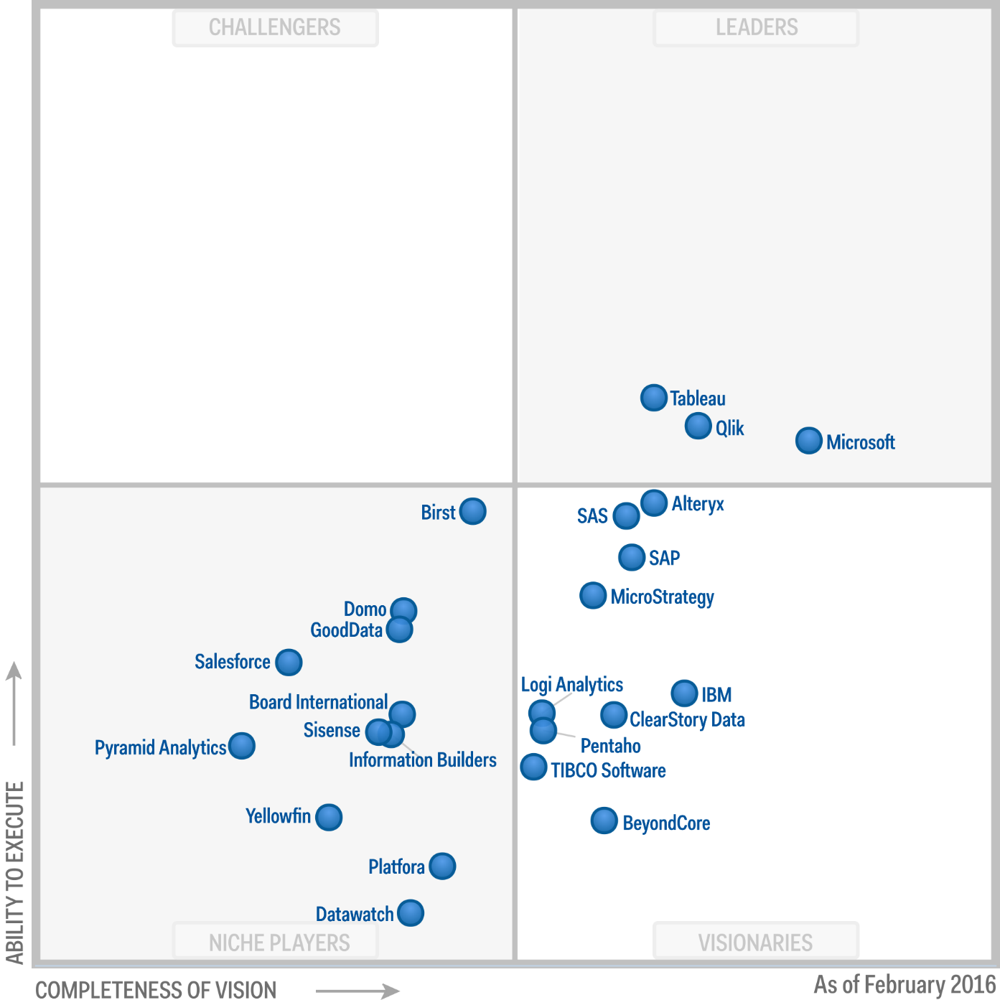 CHALLENGERS
LEADERS
Tableau
Qlik
Microsoft
Birst
SAS
Alteryx
SAP
MicroStrategy
Domo
GoodData
Salesforce
Board International
Sisense
Pyramid Analytics
Information Builders
Logi Analytics
IBM
ClearStory Data
Pentaho
TIBCO Software
Yellowfin
BeyondCore
Platfora
Datawatch
NICHE PLAYERS
VISIONARIES
ABILITY TO EXECUTE
COMPLETENESS OF VISION
As of February 2016